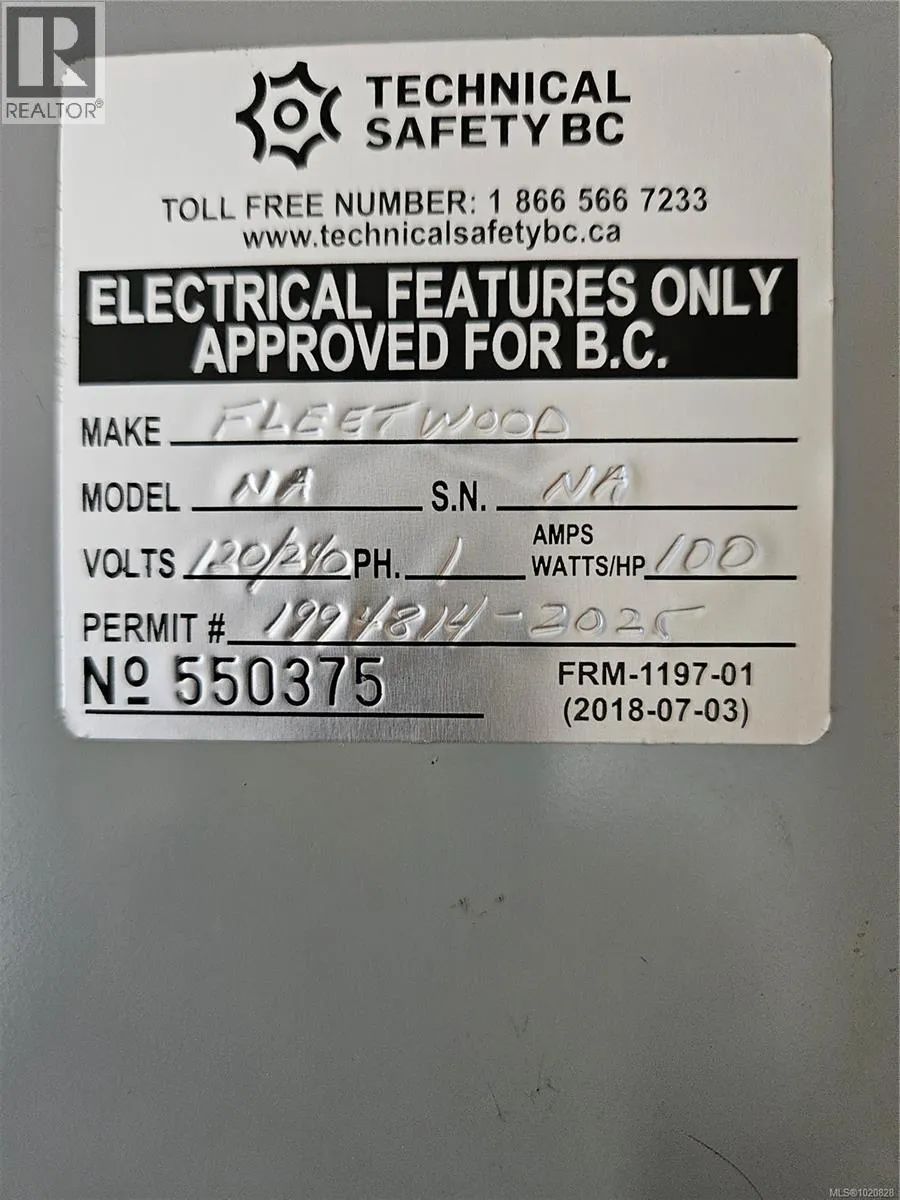 REALTOR®
TECHNICAL
SAFETY BC
TOLL FREE NUMBER: 1 866 566 7233
www.technicalsafetybc.ca
ELECTRICAL FEATURES ONLY
APPROVED FOR B.C.
MAKE FLEETWOOD
MODEL NA S.N. NA
VOLTS 120/240 PH. 1 AMPS WATTS/HP 100
PERMIT # 1994814-2025
Nº 550375
FRM-1197-01
(2018-07-03)
MLS®1020828